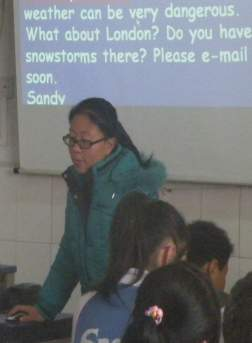 weather can be very dangerous.
What about London? Do you have
snowstorms there? Please e-mail
soon.
Sandy